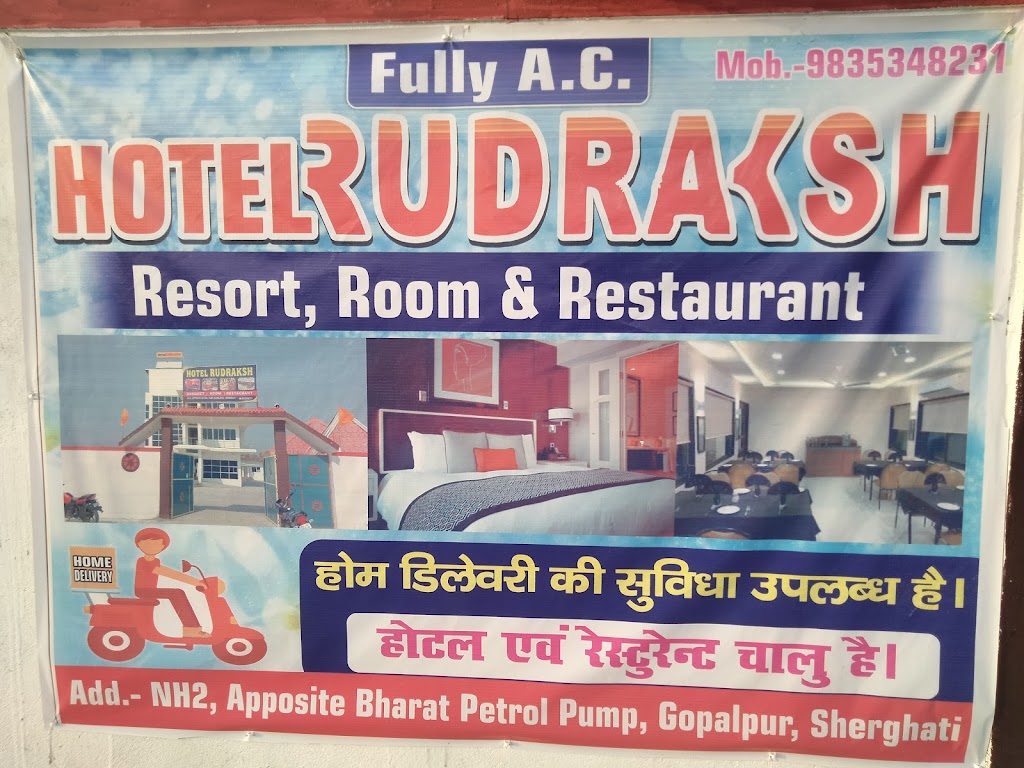 Fully A.C.
Mob.-9835348231
HOTEL RUDRAKSH
Resort, Room & Restaurant
HOTEL RUDRAKSH
HOME
DELIVERY
होम डिलेवरी की सुविधा उपलब्ध है।
होटल एवं रेस्टुरेन्ट चालु है।
Add.- NH2, Apposite Bharat Petrol Pump, Gopalpur, Sherghati